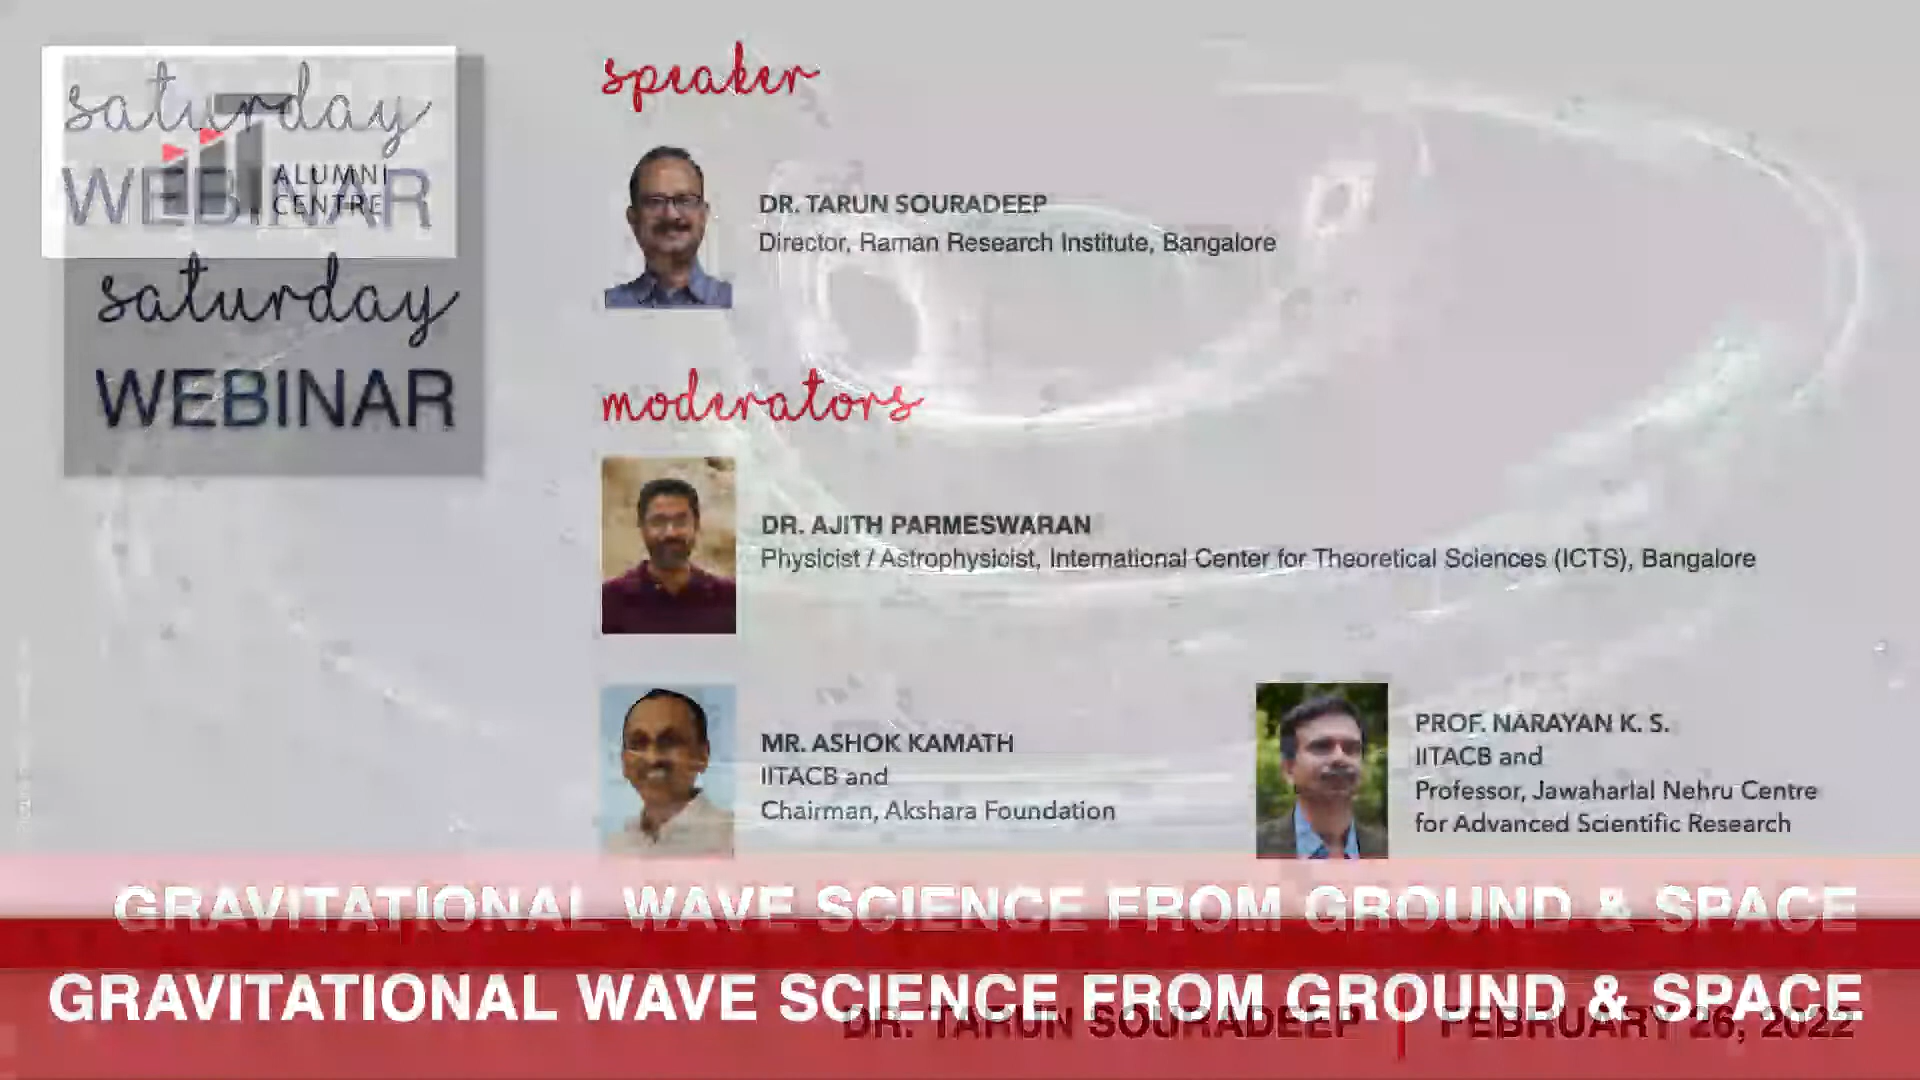 saturday
WEBINAR
ALUMNI
CENTRE
saturday
WEBINAR
speaker
DR. TARUN SOURADEEP
Director, Raman Research Institute, Bangalore
moderators
DR. AJITH PARMESWARAN
Physicist / Astrophysicist, International Center for Theoretical Sciences (ICTS), Bangalore
MR. ASHOK KAMATH
IITACB and
Chairman, Akshara Foundation
PROF. NARAYAN K. S.
IITACB and
Professor, Jawaharlal Nehru Centre
for Advanced Scientific Research
GRAVITATIONAL WAVE SCIENCE FROM GROUND & SPACE
GRAVITATIONAL WAVE SCIENCE FROM GROUND & SPACE
DR. TARUN SOURADEEP | FEBRUARY 26, 2022